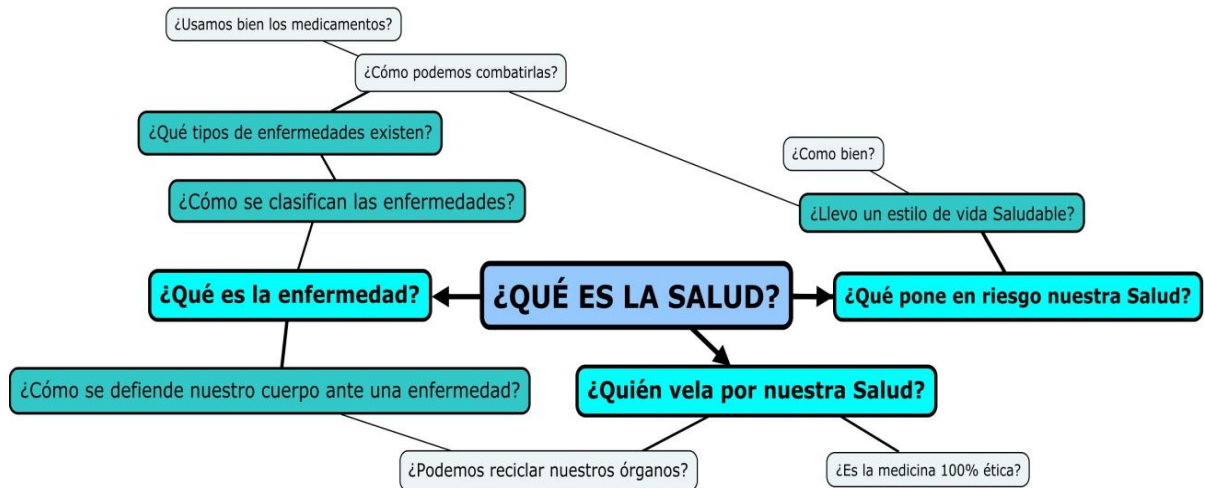 ¿Usamos bien los medicamentos?
¿Cómo podemos combatirlas?
¿Qué tipos de enfermedades existen?
¿Como bien?
¿Cómo se clasifican las enfermedades?
¿Llevo un estilo de vida Saludable?
¿Qué es la enfermedad?
¿QUÉ ES LA SALUD?
¿Qué pone en riesgo nuestra Salud?
¿Cómo se defiende nuestro cuerpo ante una enfermedad?
¿Quién vela por nuestra Salud?
¿Podemos reciclar nuestros órganos?
¿Es la medicina 100% ética?